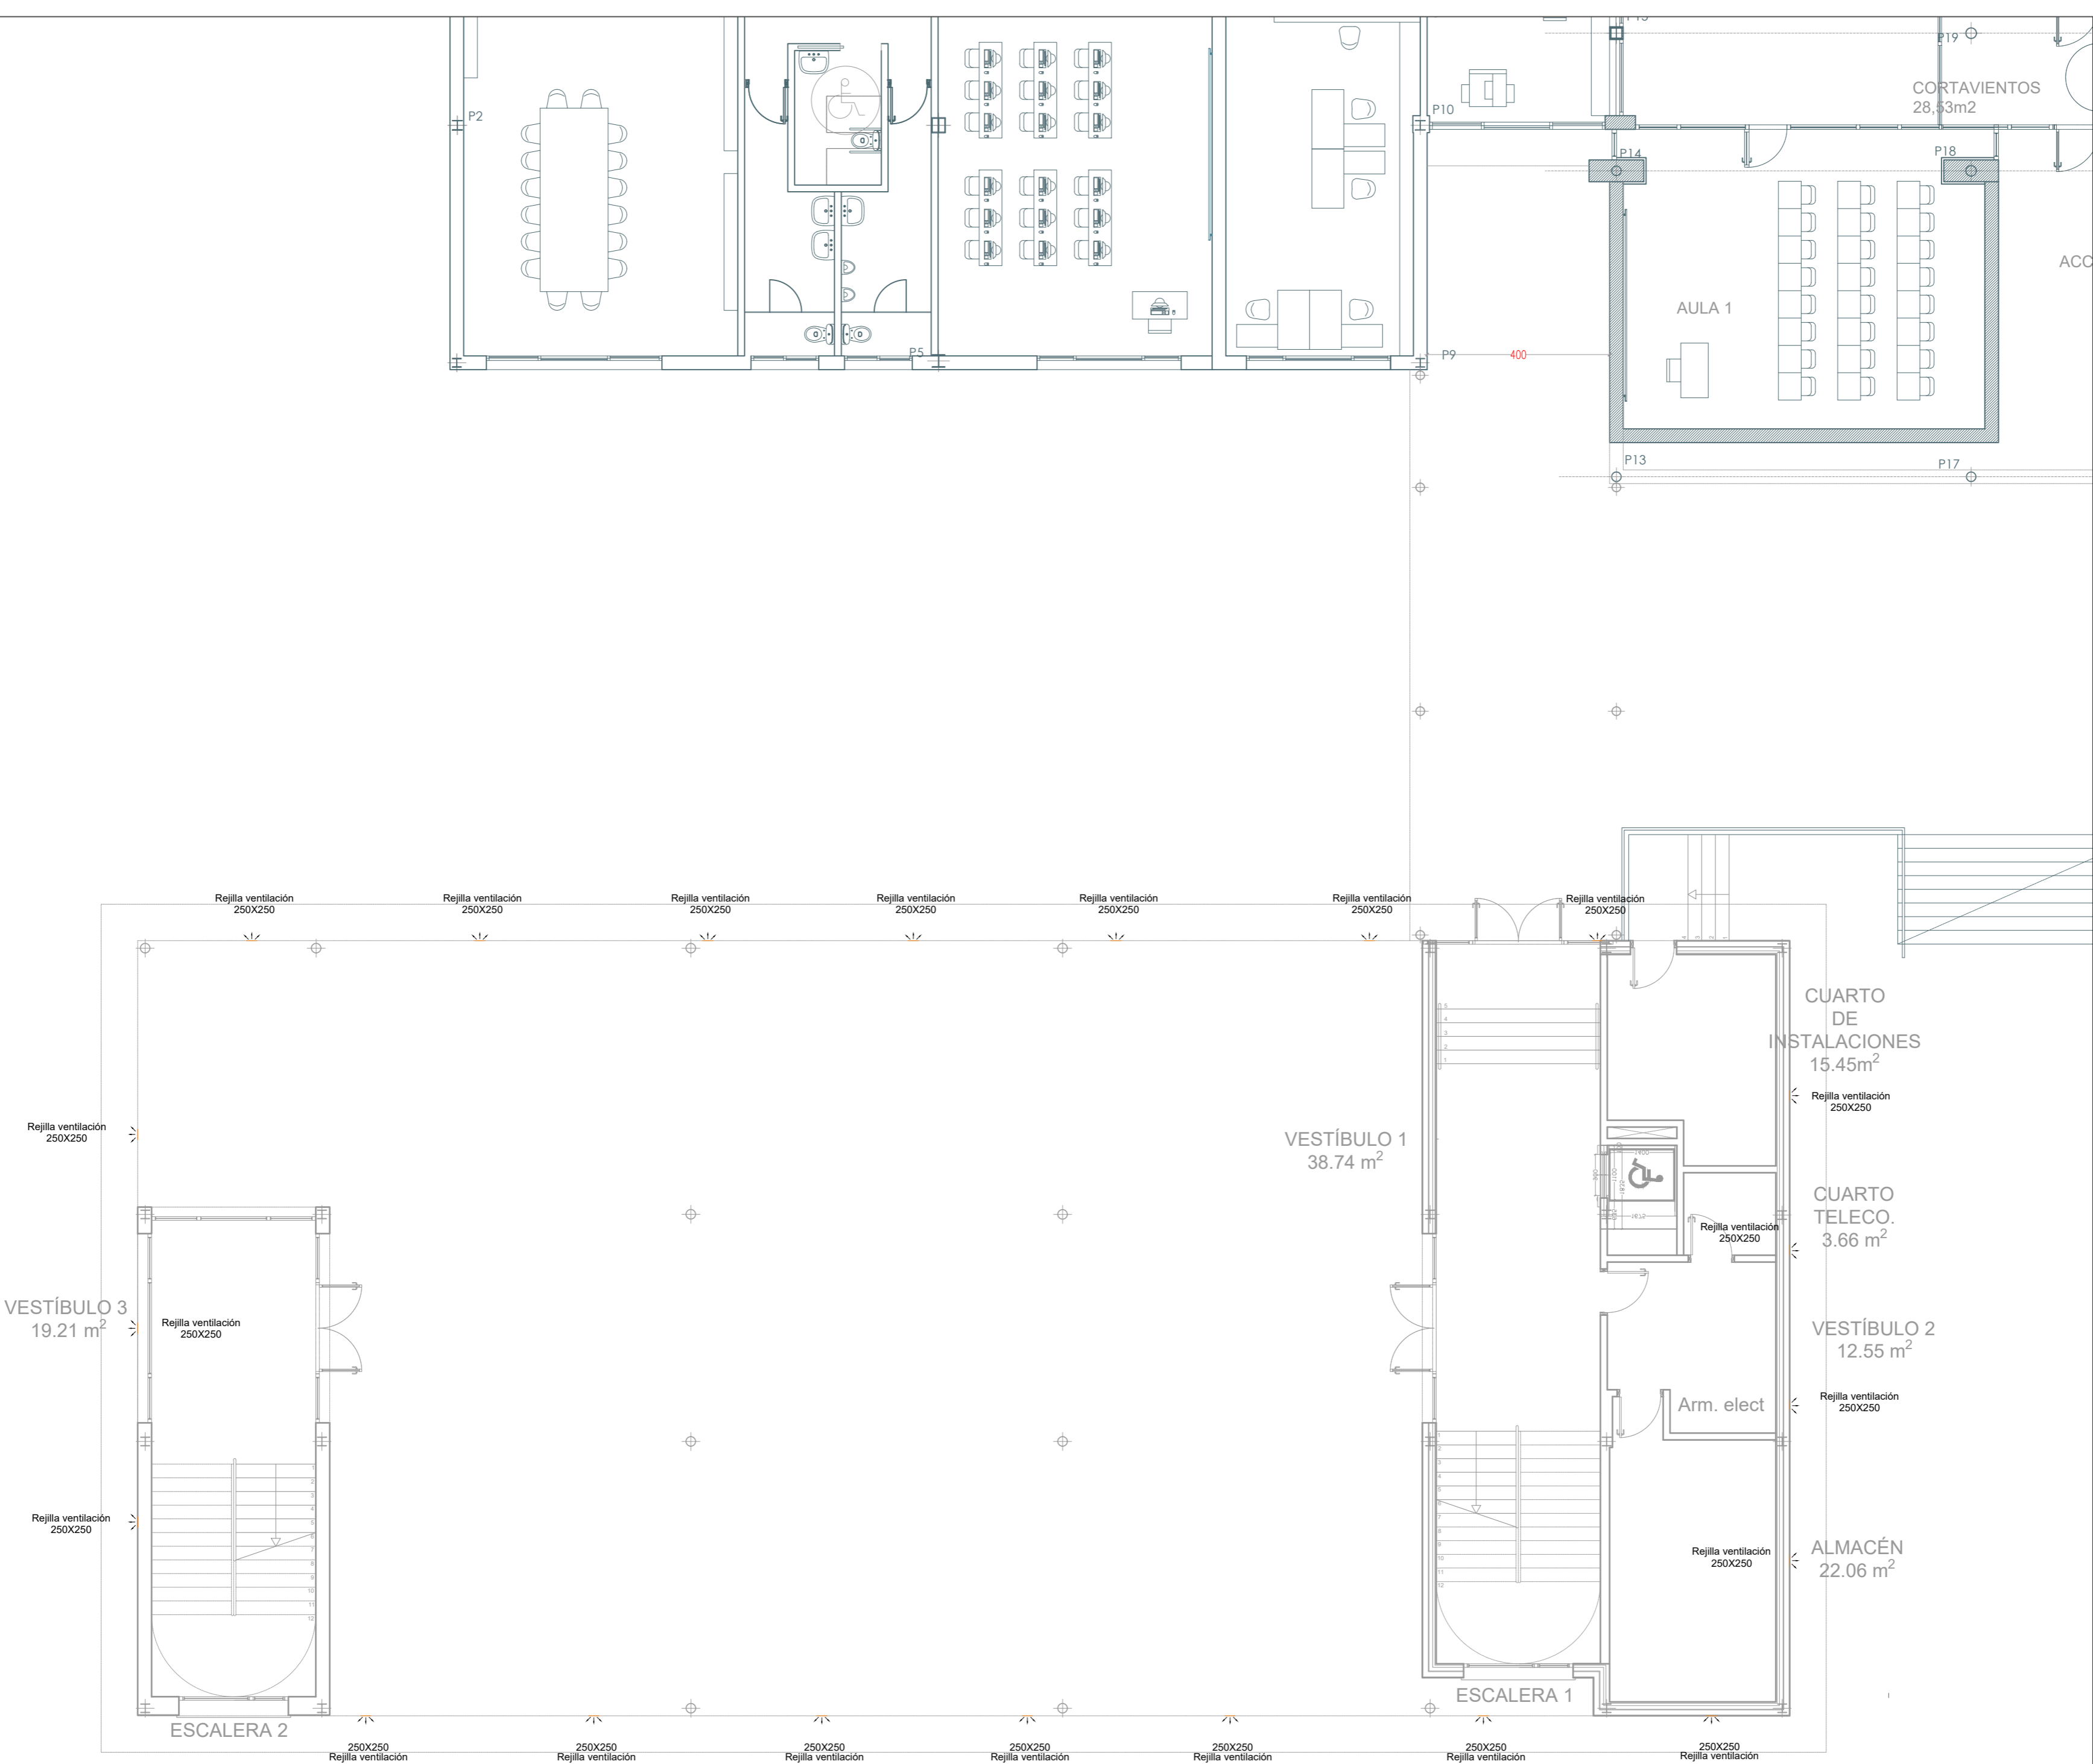 P19
CORTAVIENTOS
28,53m2
P2
P10
P14
P18
ACC
AULA 1
P5
P9
400
P13
P17
Rejilla ventilación
250X250
Rejilla ventilación
250X250
Rejilla ventilación
250X250
Rejilla ventilación
250X250
Rejilla ventilación
250X250
Rejilla ventilación
250X250
Rejilla ventilación
250X250
CUARTO
DE
INSTALACIONES
15.45m²
Rejilla ventilación
250X250
Rejilla ventilación
250X250
VESTÍBULO 1
38.74 m²
CUARTO
TELECO.
3.66 m²
Rejilla ventilación
250X250
VESTÍBULO 3
19.21 m²
Rejilla ventilación
250X250
VESTÍBULO 2
12.55 m²
Arm. elect
Rejilla ventilación
250X250
Rejilla ventilación
250X250
Rejilla ventilación
250X250
ALMACÉN
22.06 m²
ESCALERA 1
ESCALERA 2
250X250
Rejilla ventilación
250X250
Rejilla ventilación
250X250
Rejilla ventilación
250X250
Rejilla ventilación
250X250
Rejilla ventilación
250X250
Rejilla ventilación
250X250
Rejilla ventilación